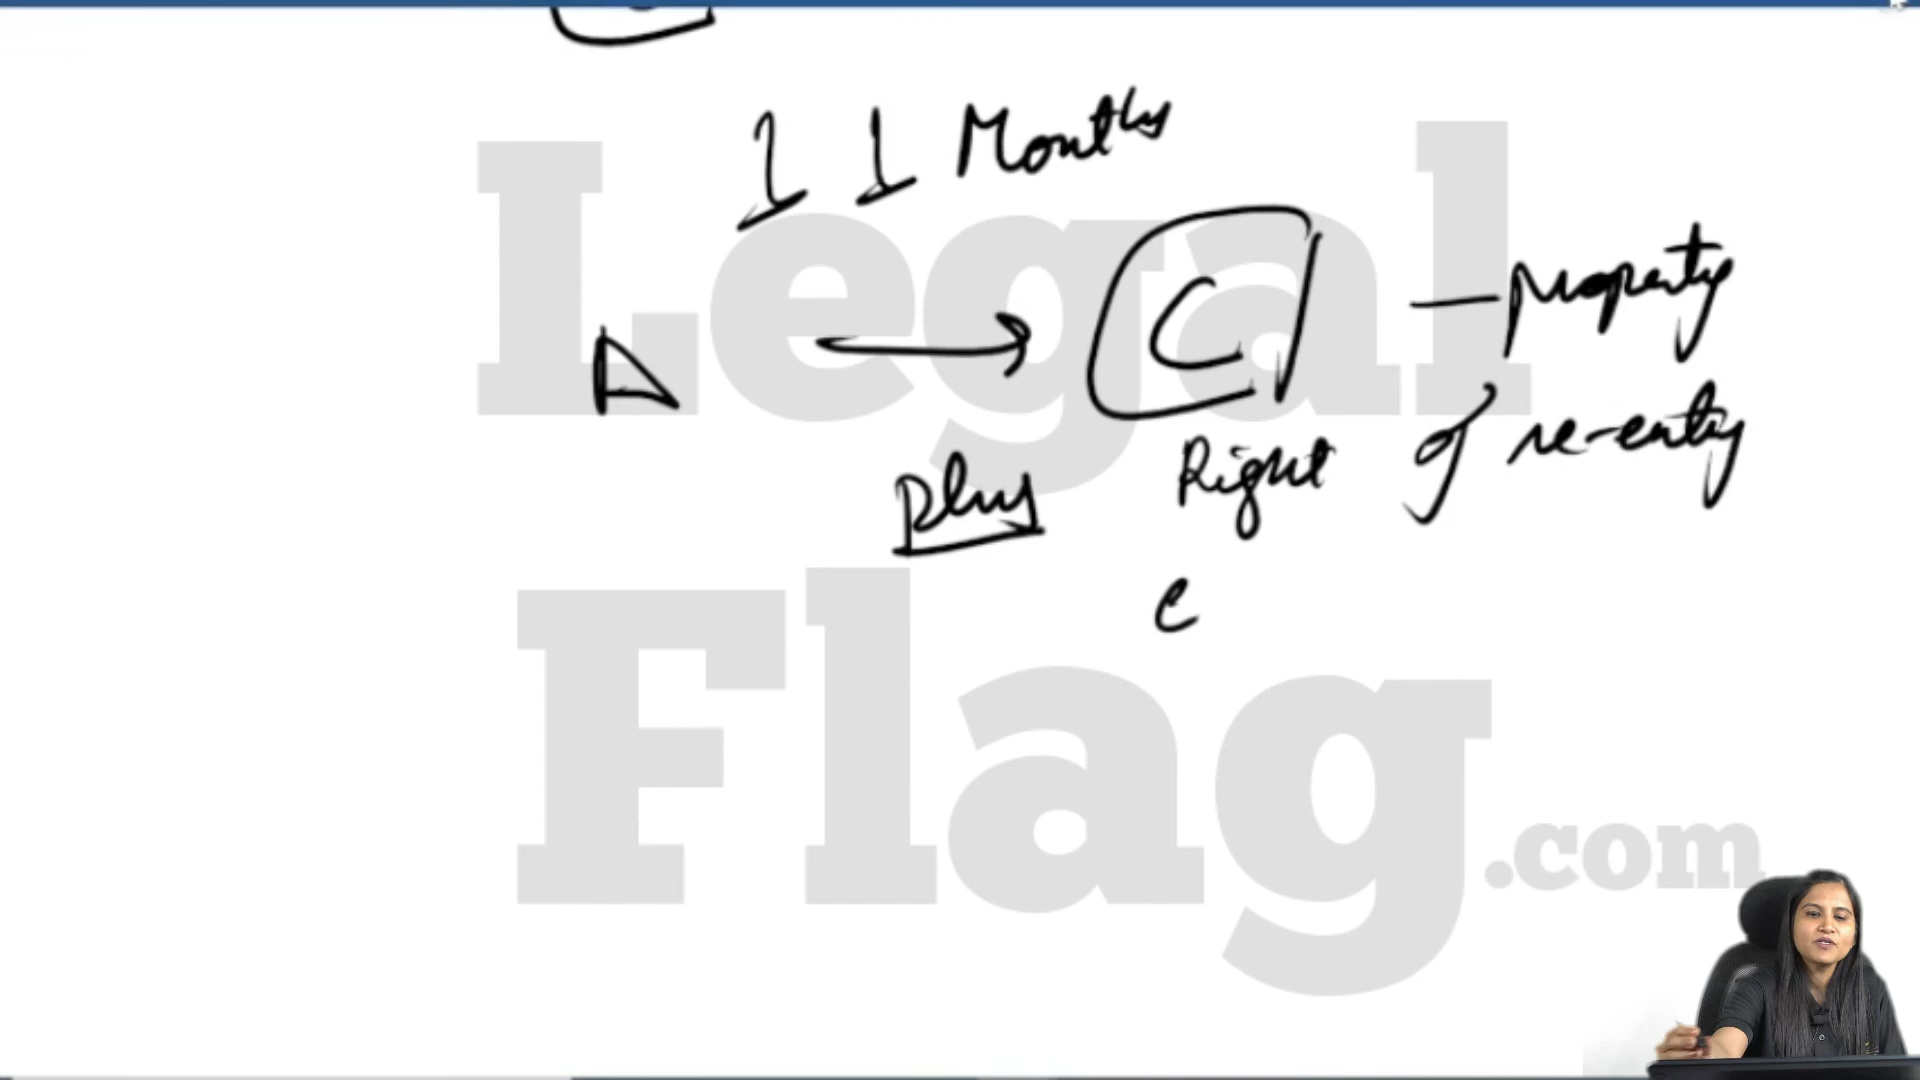 11 Months
A → C — property
plus Right of re-entry
C
Legal
Flag.com